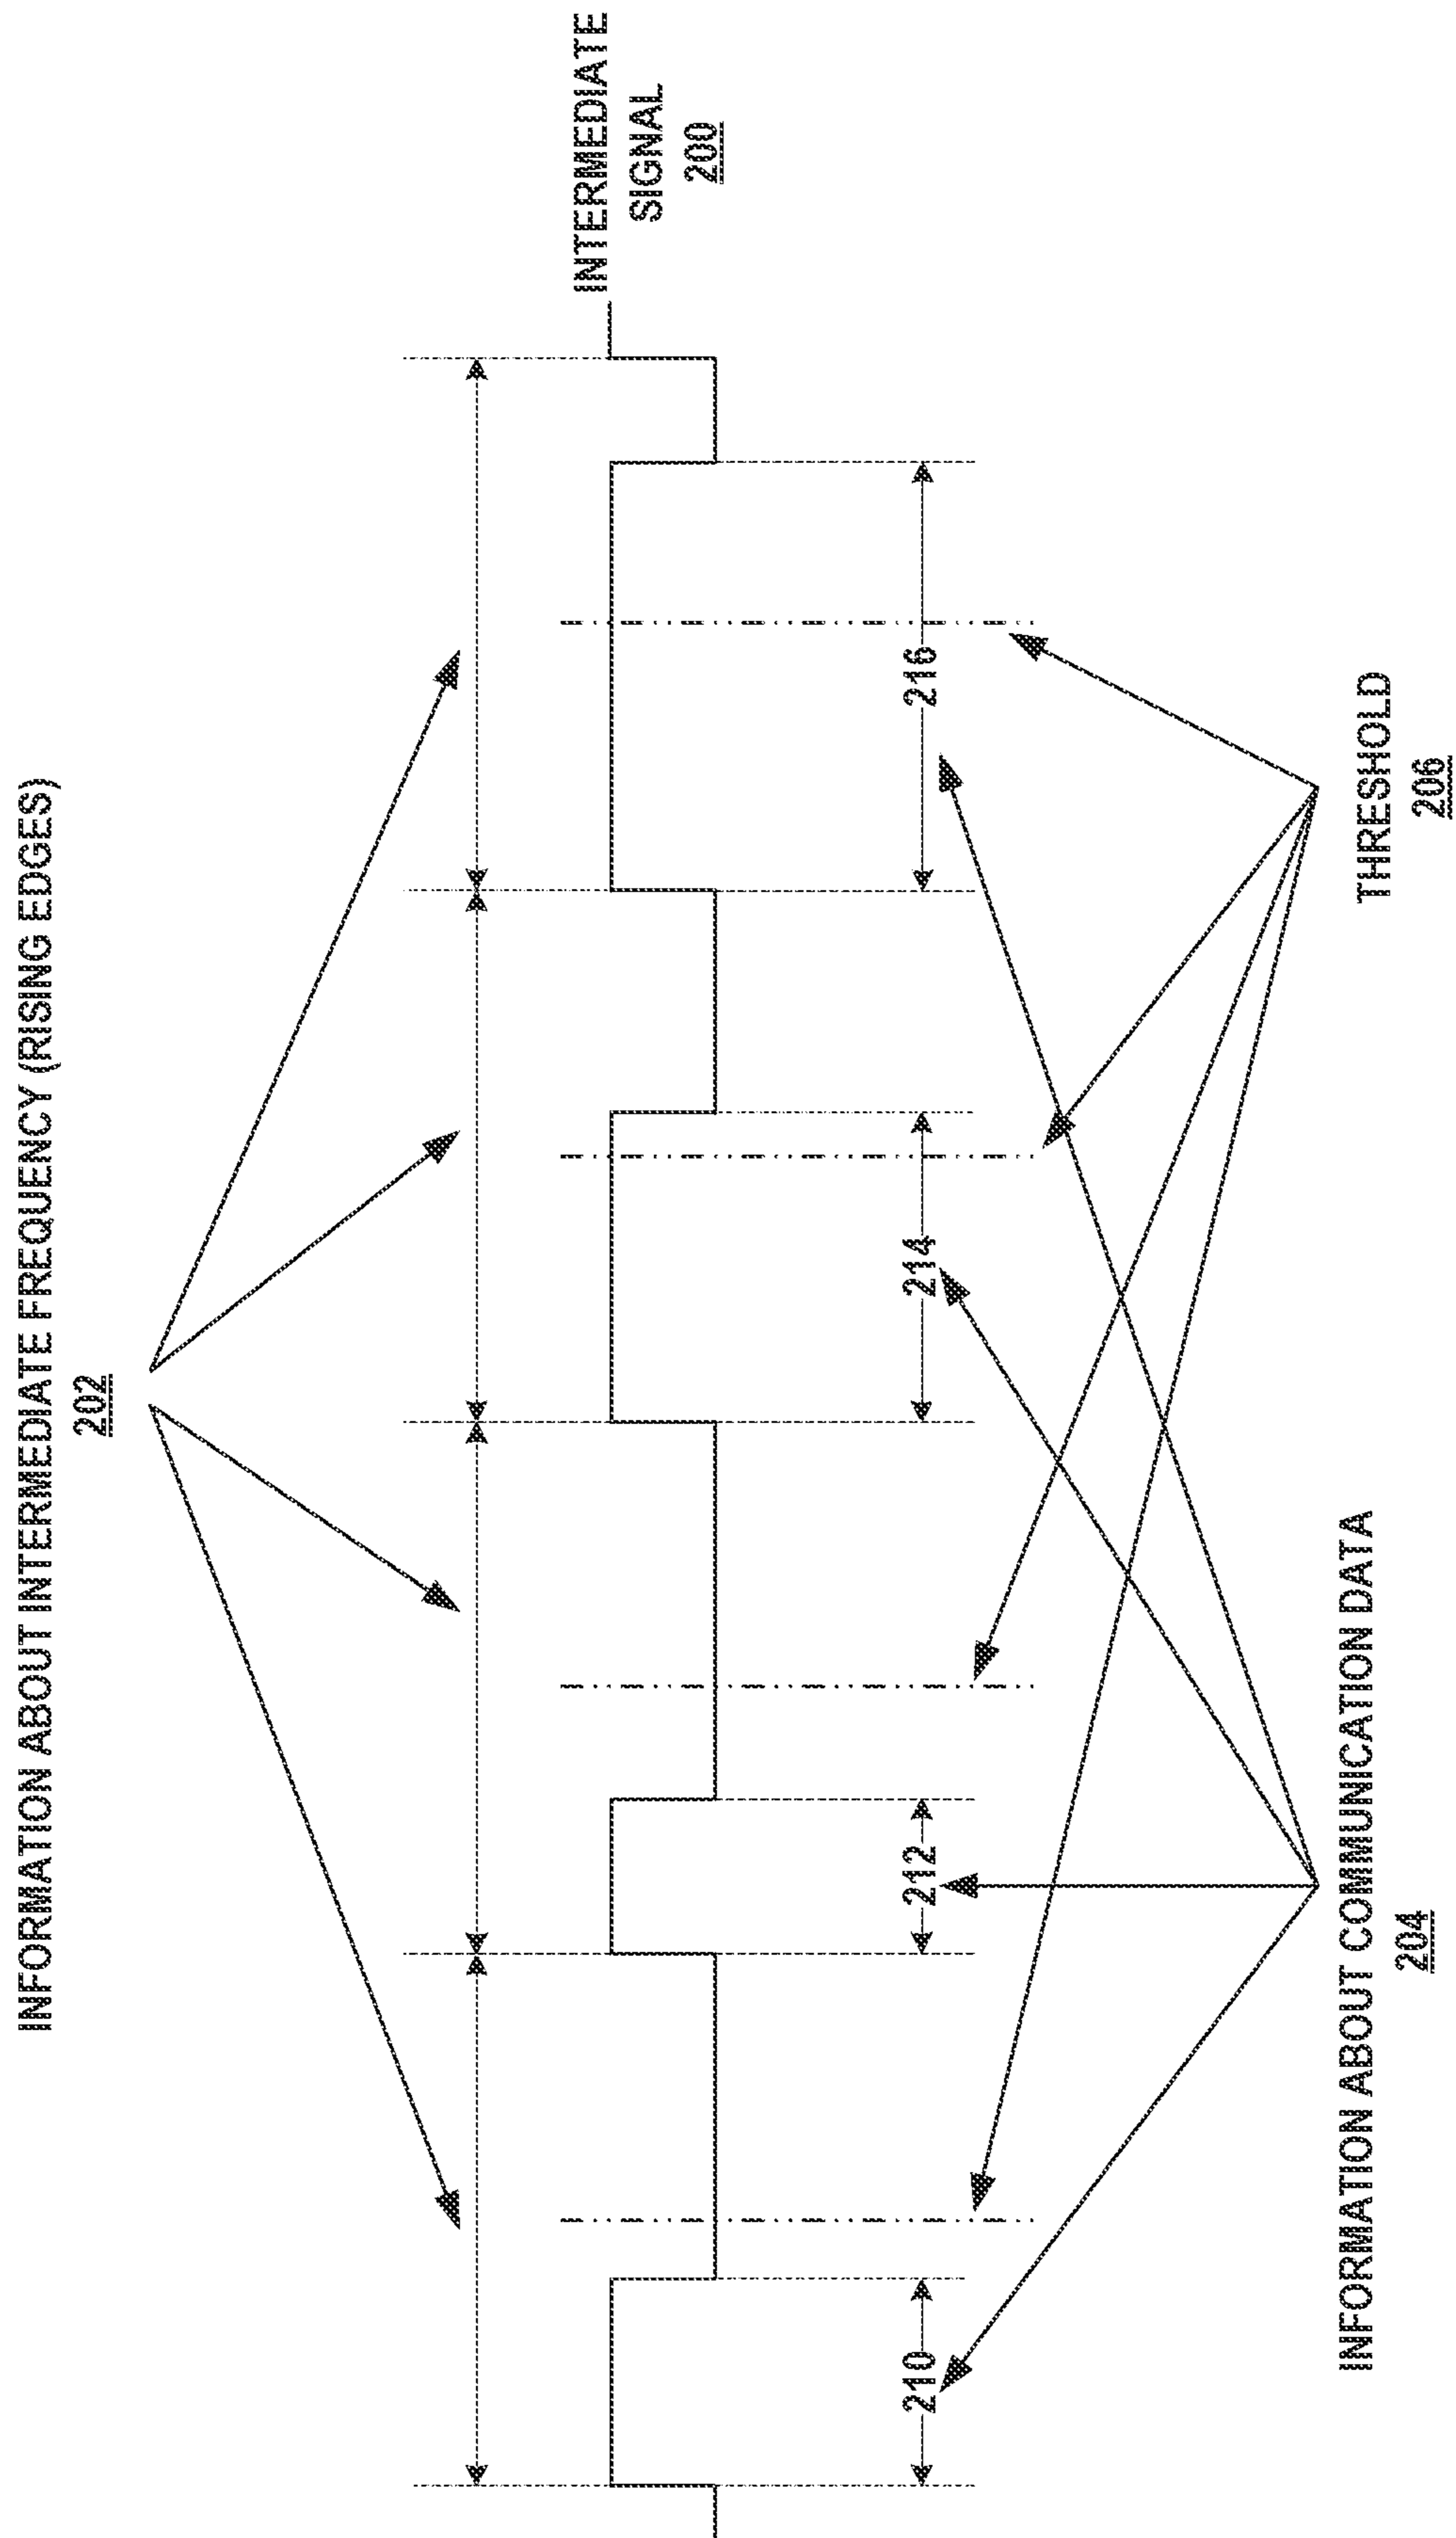 INFORMATION ABOUT INTERMEDIATE FREQUENCY (RISING EDGES)
202
INTERMEDIATE
SIGNAL
200
210
212
214
216
INFORMATION ABOUT COMMUNICATION DATA
204
THRESHOLD
206